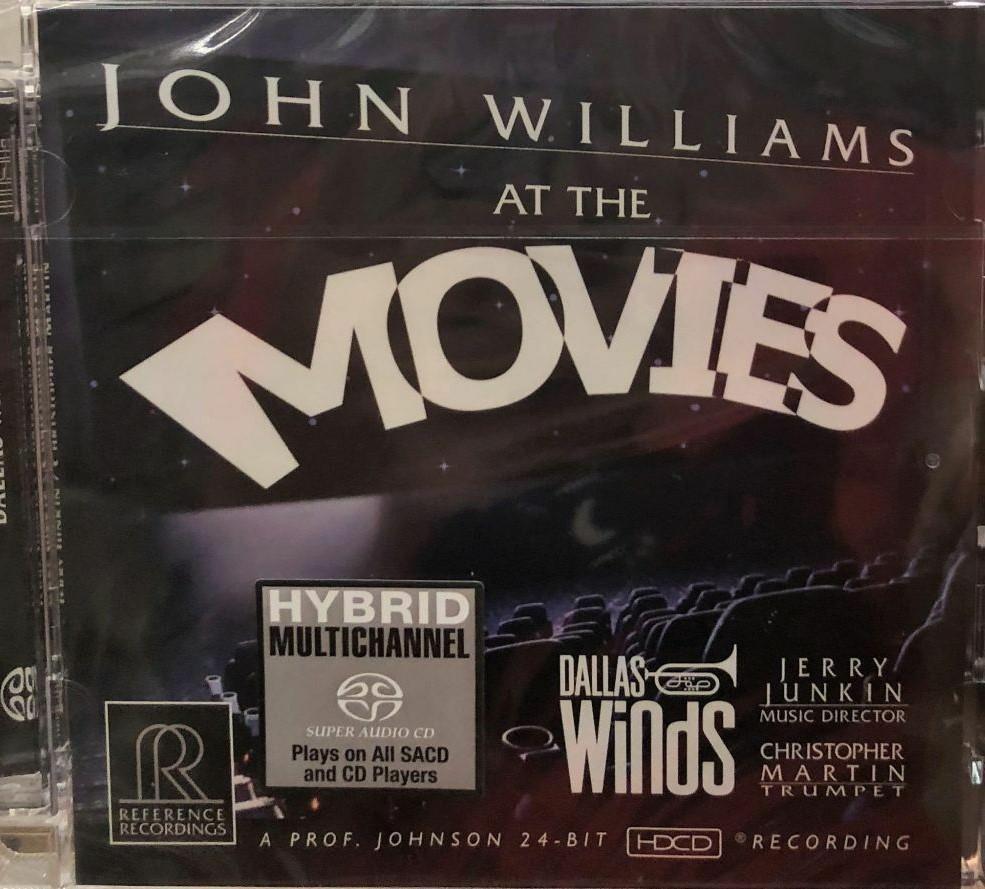 JOHN WILLIAMS
AT THE
MOVIES
HYBRID
MULTICHANNEL
SUPER AUDIO CD
Plays on All SACD
and CD Players
DALLAS
WiNdS
JERRY
JUNKIN
MUSIC DIRECTOR
CHRISTOPHER
MARTIN
TRUMPET
R
REFERENCE
RECORDINGS
A PROF. JOHNSON 24-BIT HDCD ® RECORDING